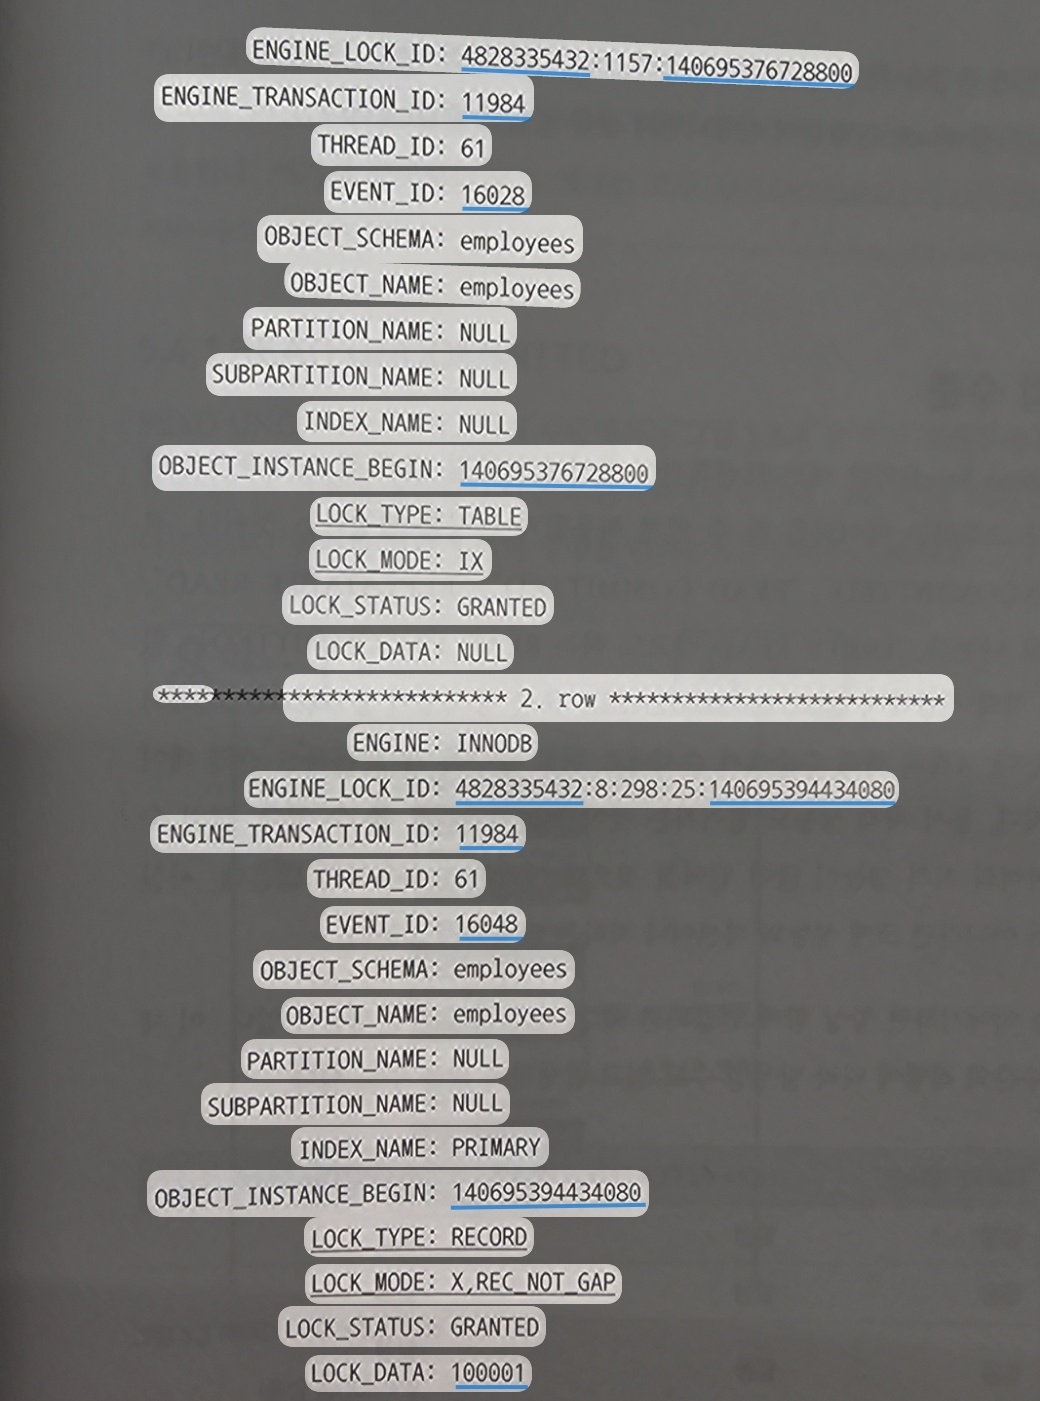 ENGINE_LOCK_ID: 4828335432:1157:140695376728800
ENGINE_TRANSACTION_ID: 11984
THREAD_ID: 61
EVENT_ID: 16028
OBJECT_SCHEMA: employees
OBJECT_NAME: employees
PARTITION_NAME: NULL
SUBPARTITION_NAME: NULL
INDEX_NAME: NULL
OBJECT_INSTANCE_BEGIN: 140695376728800
LOCK_TYPE: TABLE
LOCK_MODE: IX
LOCK_STATUS: GRANTED
LOCK_DATA: NULL
*************************** 2. row ***************************
ENGINE: INNODB
ENGINE_LOCK_ID: 4828335432:8:298:25:140695394434080
ENGINE_TRANSACTION_ID: 11984
THREAD_ID: 61
EVENT_ID: 16048
OBJECT_SCHEMA: employees
OBJECT_NAME: employees
PARTITION_NAME: NULL
SUBPARTITION_NAME: NULL
INDEX_NAME: PRIMARY
OBJECT_INSTANCE_BEGIN: 140695394434080
LOCK_TYPE: RECORD
LOCK_MODE: X,REC_NOT_GAP
LOCK_STATUS: GRANTED
LOCK_DATA: 100001